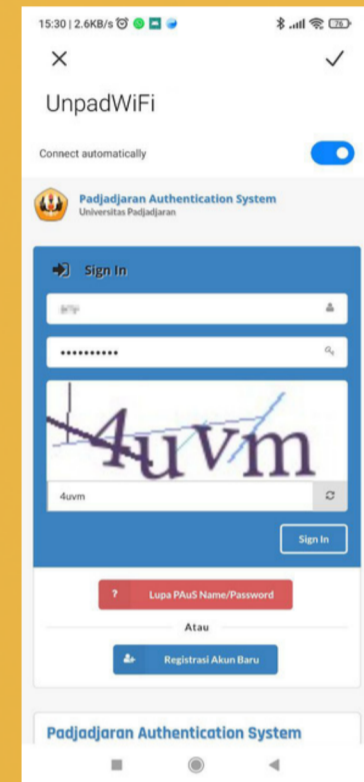 15:30 | 2.6KB/s
76
UnpadWiFi
Connect automatically
Padjadjaran Authentication System
Universitas Padjadjaran
Sign In
••••••••••
4uvm
4uvm
Sign In
? Lupa PAuS Name/Password
Atau
Registrasi Akun Baru
Padjadjaran Authentication System